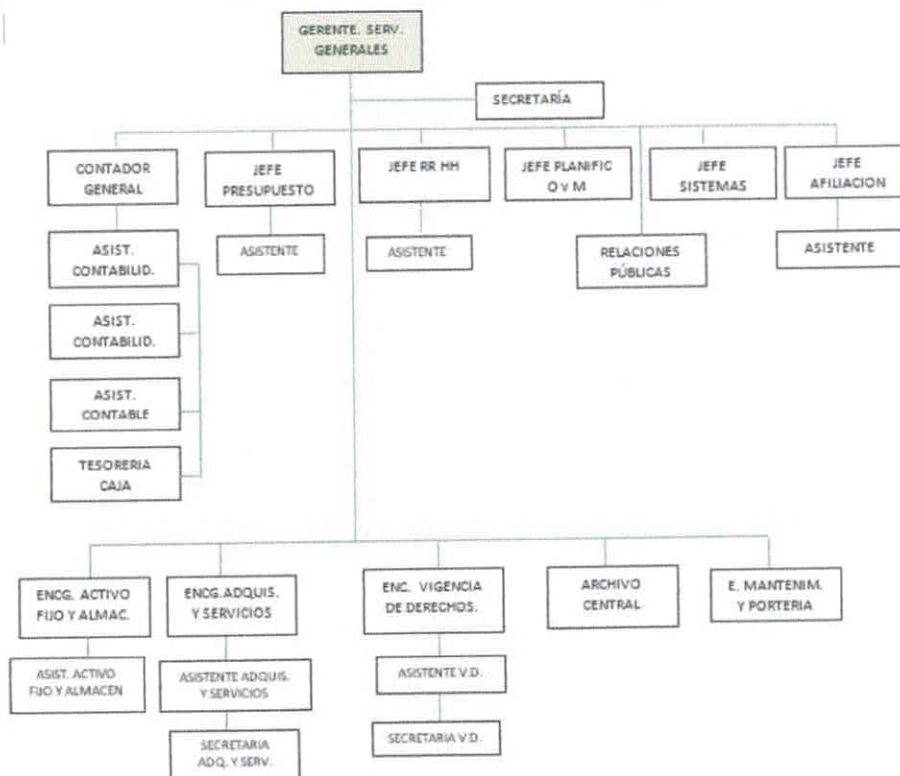 GERENTE. SERV.
GENERALES
SECRETARÍA
CONTADOR
GENERAL
JEFE
PRESUPUESTO
JEFE RR HH
JEFE PLANIFIC
O v M
JEFE
SISTEMAS
JEFE
AFILIACION
ASIST.
CONTABILID.
ASISTENTE
ASISTENTE
RELACIONES
PÚBLICAS
ASISTENTE
ASIST.
CONTABILID.
ASIST.
CONTABLE
TESORERIA
CAJA
ENCG. ACTIVO
FIJO Y ALMAC.
ENCG.ADQUIS.
Y SERVICIOS
ENC. VIGENCIA
DE DERECHOS.
ARCHIVO
CENTRAL
E. MANTENIM.
Y PORTERIA
ASIST. ACTIVO
FIJO Y ALMACEN
ASISTENTE ADQUIS.
Y SERVICIOS
ASISTENTE V.D.
SECRETARIA
ADQ. Y SERV.
SECRETARIA V.D.